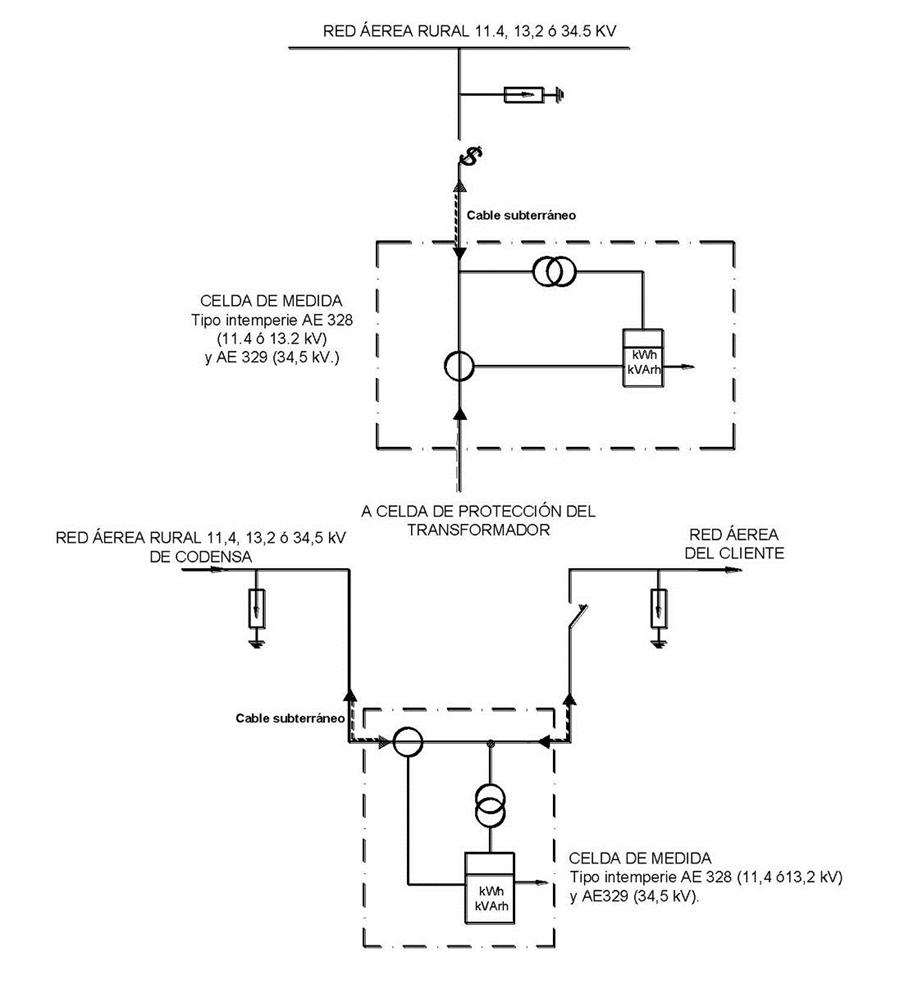 RED ÁEREA RURAL 11.4, 13,2 ó 34.5 KV
Cable subterráneo
CELDA DE MEDIDA
Tipo intemperie AE 328
(11.4 ó 13.2 kV)
y AE 329 (34,5 kV.)
kWh
kVArh
A CELDA DE PROTECCIÓN DEL
TRANSFORMADOR
RED ÁEREA RURAL 11,4, 13,2 ó 34,5 kV
DE CODENSA
RED ÁEREA
DEL CLIENTE
Cable subterráneo
kWh
kVArh
CELDA DE MEDIDA
Tipo intemperie AE 328 (11,4 ó13,2 kV)
y AE329 (34,5 kV).